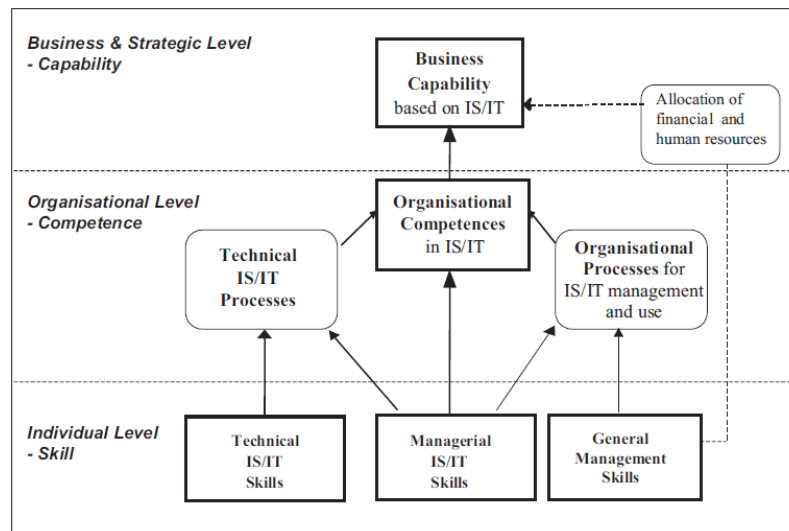 Business & Strategic Level
- Capability
Business
Capability
based on IS/IT
Allocation of
financial and
human resources
Organisational Level
- Competence
Organisational
Competences
in IS/IT
Technical
IS/IT
Processes
Organisational
Processes for
IS/IT management
and use
Individual Level
- Skill
Technical
IS/IT
Skills
Managerial
IS/IT
Skills
General
Management
Skills